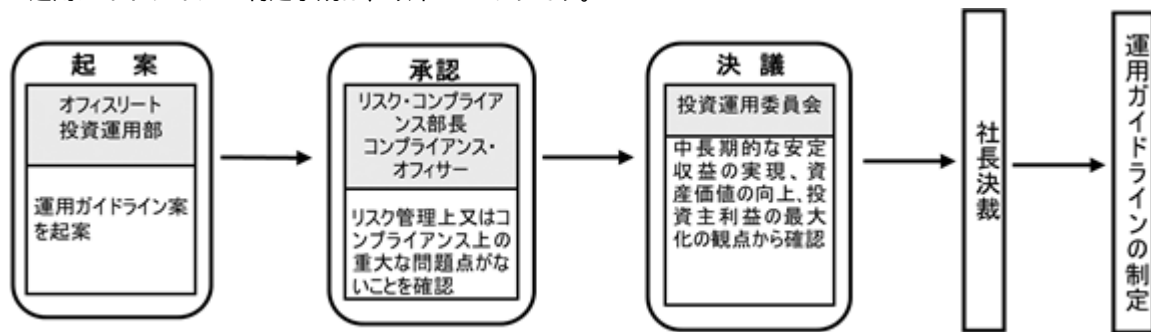 起　案
オフィスリート
投資運用部
運用ガイドライン案
を起案
承認
リスク・コンプライア
ンス部長
コンプライアンス・
オフィサー
リスク管理上又はコ
ンプライアンス上の
重大な問題点がな
いことを確認
決　議
投資運用委員会
中長期的な安定
収益の実現、資
産価値の向上、投
資主利益の最大
化の観点から確認
社長決裁
運用ガイドラインの制定